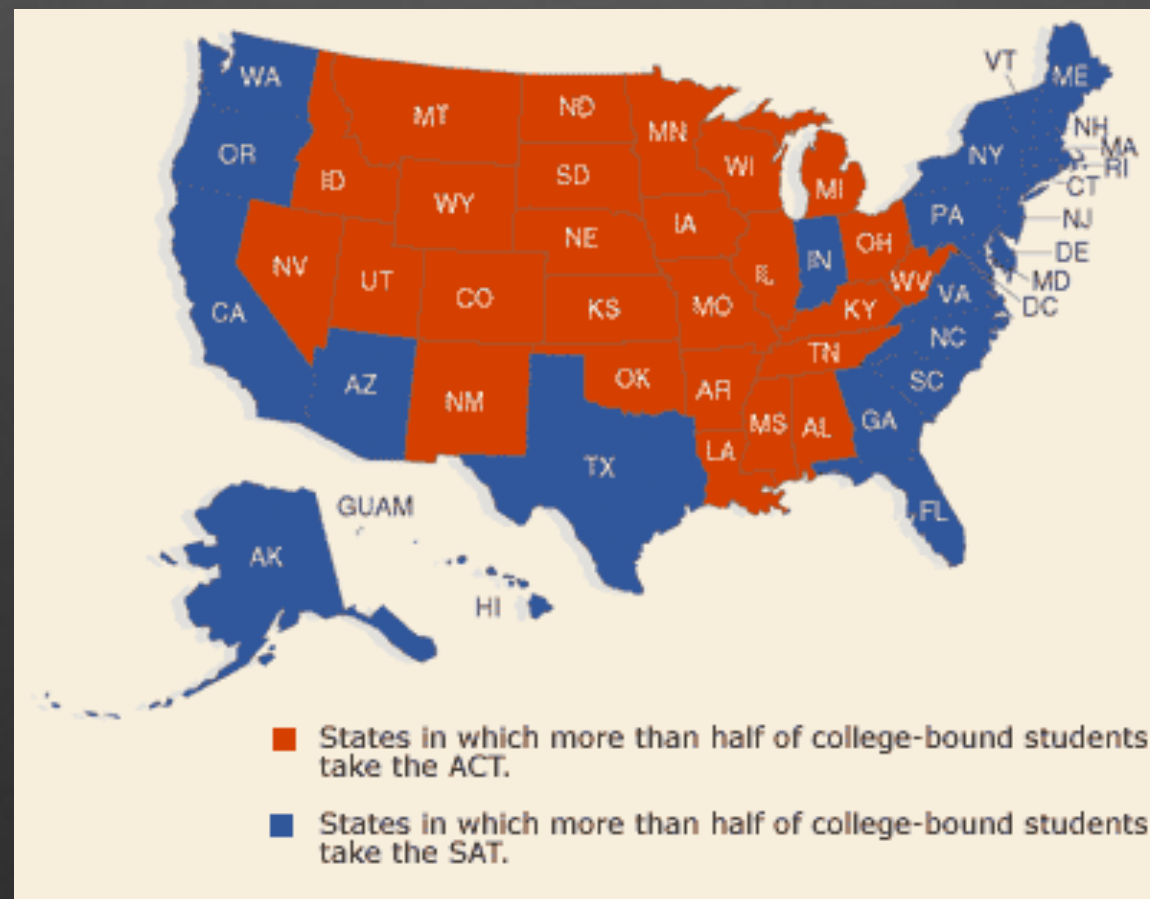 WA
OR
CA
NV
ID
MT
WY
UT
CO
AZ
NM
ND
SD
NE
KS
OK
TX
MN
IA
MO
AR
LA
WI
IL
MI
IN
OH
KY
TN
MS
AL
GA
FL
SC
NC
VA
WV
PA
NY
VT
ME
NH
MA
RI
CT
NJ
DE
MD
DC
AK
GUAM
HI
States in which more than half of college-bound students
take the ACT.
States in which more than half of college-bound students
take the SAT.